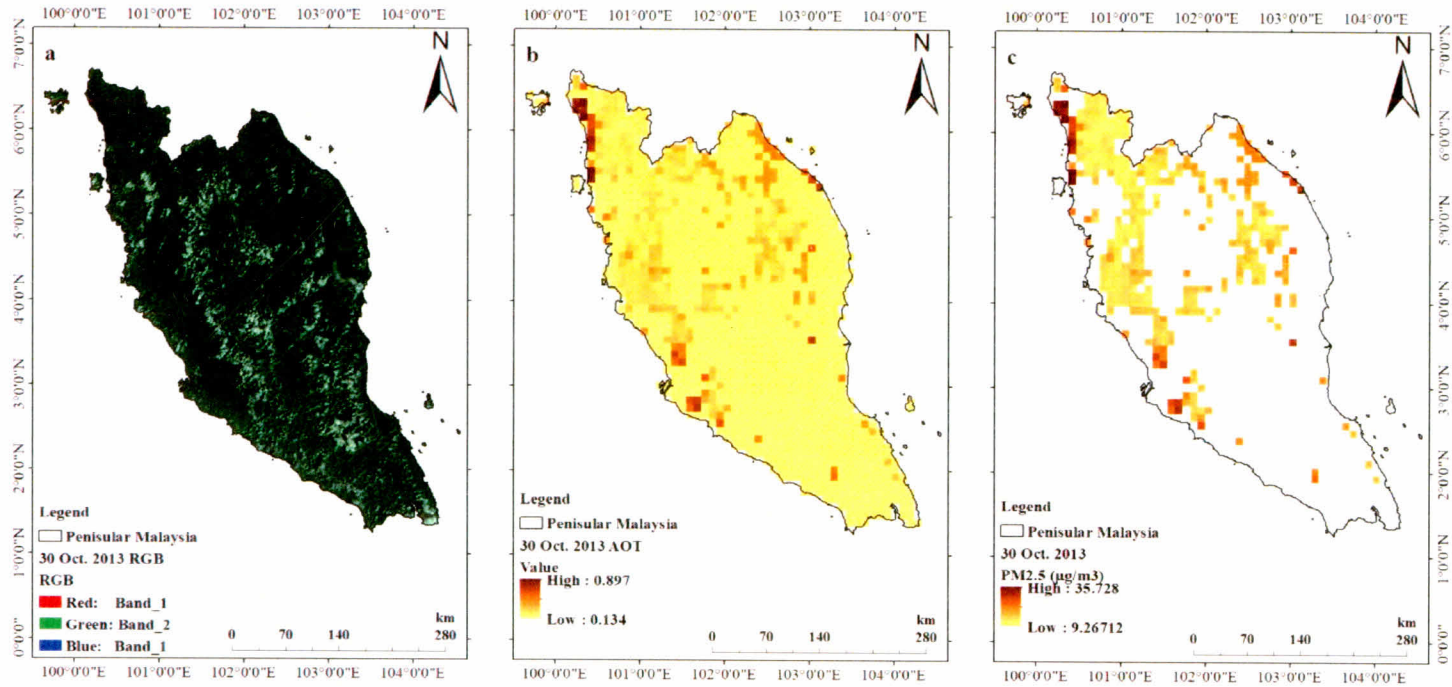 100°0'0"E 101°0'0"E 102°0'0"E 103°0'0"E 104°0'0"E
a
N
7°0'0"N
6°0'0"N
5°0'0"N
4°0'0"N
3°0'0"N
2°0'0"N
1°0'0"N
0°0'0"
Legend
Penisular Malaysia
30 Oct. 2013 RGB
RGB
Red: Band_1
Green: Band_2
Blue: Band_1
km
0 70 140 280
100°0'0"E 101°0'0"E 102°0'0"E 103°0'0"E 104°0'0"E
100°0'0"E 101°0'0"E 102°0'0"E 103°0'0"E 104°0'0"E
b
N
Legend
Penisular Malaysia
30 Oct. 2013 AOT
Value
High : 0.897
Low : 0.134
km
0 70 140 280
100°0'0"E 101°0'0"E 102°0'0"E 103°0'0"E 104°0'0"E
100°0'0"E 101°0'0"E 102°0'0"E 103°0'0"E 104°0'0"E
c
N
Legend
Penisular Malaysia
30 Oct. 2013
PM2.5 (µg/m3)
High : 35.728
Low : 9.26712
km
0 70 140 280
7°0'0"N
6°0'0"N
5°0'0"N
4°0'0"N
3°0'0"N
2°0'0"N
1°0'0"N
0°0'0"
100°0'0"E 101°0'0"E 102°0'0"E 103°0'0"E 104°0'0"E